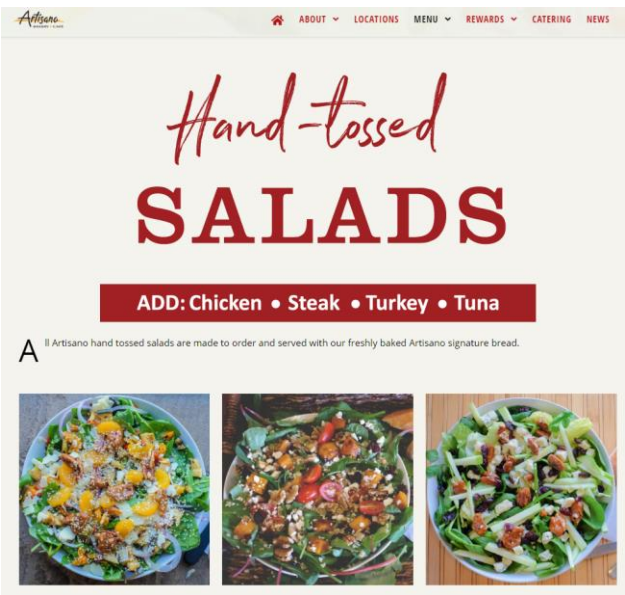 Artisano
ABOUT LOCATIONS MENU REWARDS CATERING NEWS
Hand-tossed
SALADS
ADD: Chicken • Steak • Turkey • Tuna
All Artisano hand tossed salads are made to order and served with our freshly baked Artisano signature bread.